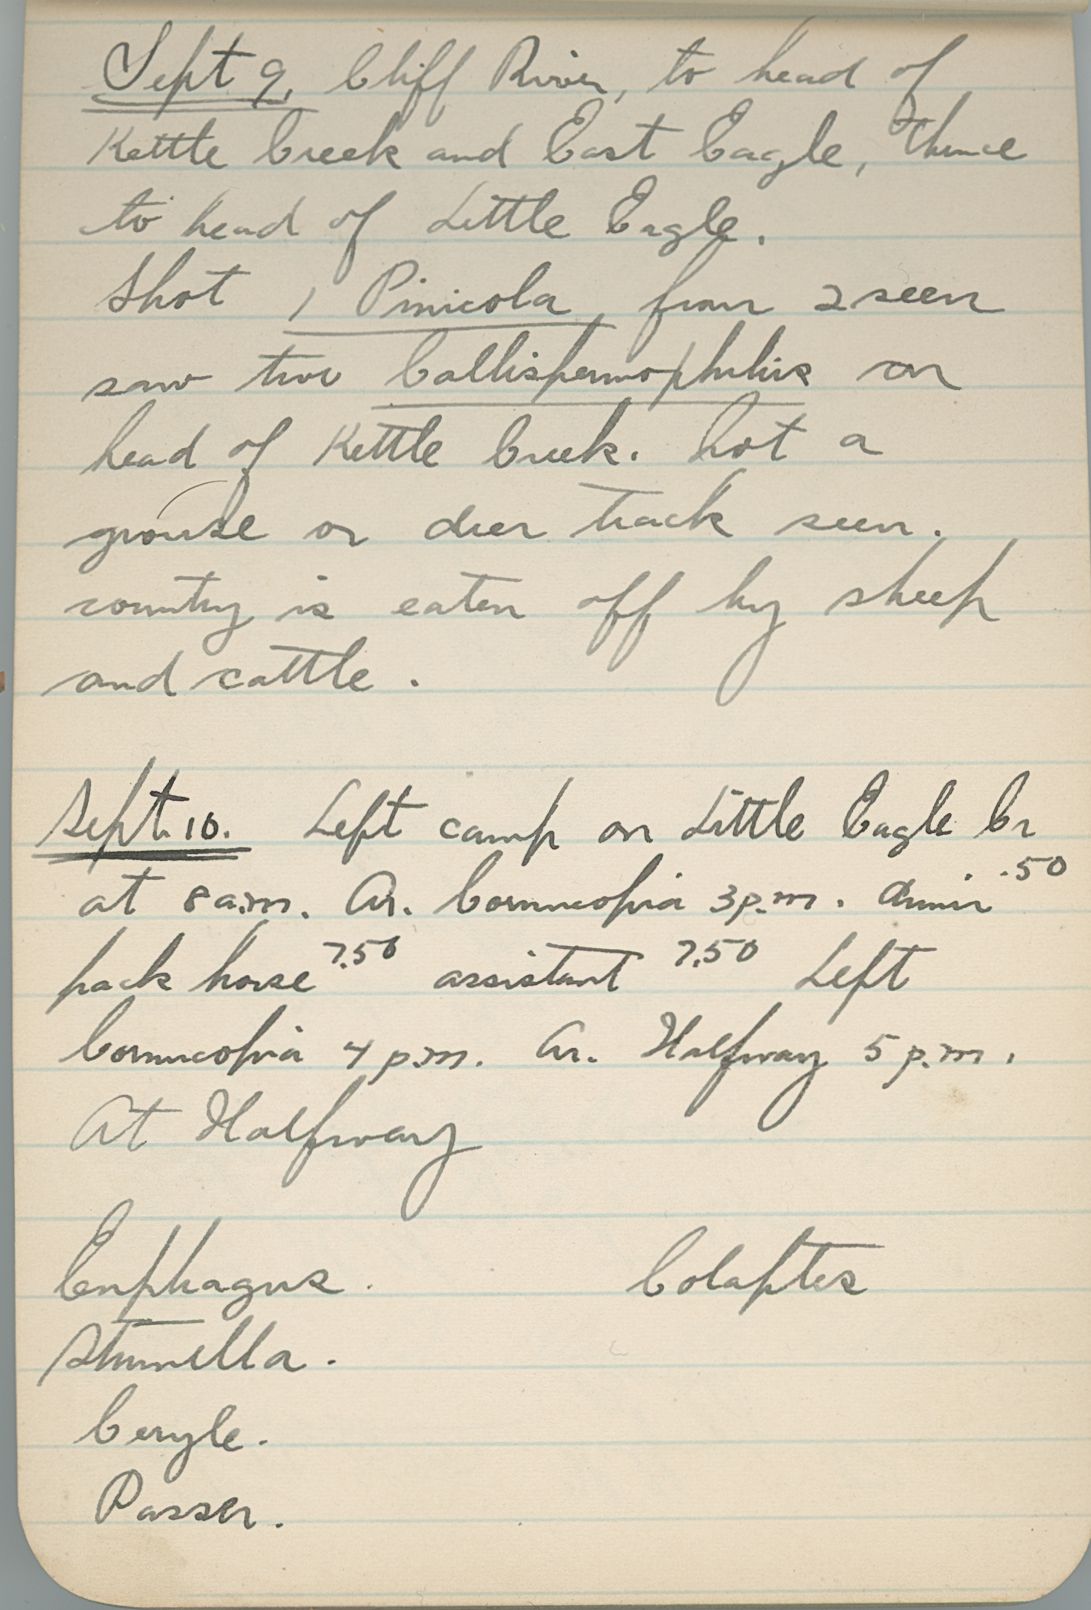 Sept 9. Cliff River, to head of
Kettle Creek and East Eagle, thence
to head of Little Eagle.
Shot 1 Pinicola from 2 seen
saw two Callispermophilus on
head of Kettle Creek. Not a
grouse or deer track seen.
country is eaten off by sheep
and cattle.
Sept. 10. Left camp on Little Eagle Cr
at 8 a.m. Ar. Cornucopia 3 p.m. dinner .50
pack horse 7.50 assistant 7.50 Left
Cornucopia 4 p.m. Ar. Halfway 5 p.m.
At Halfway
Euphagus. Colaptes
Sturnella.
Ceryle.
Passer.